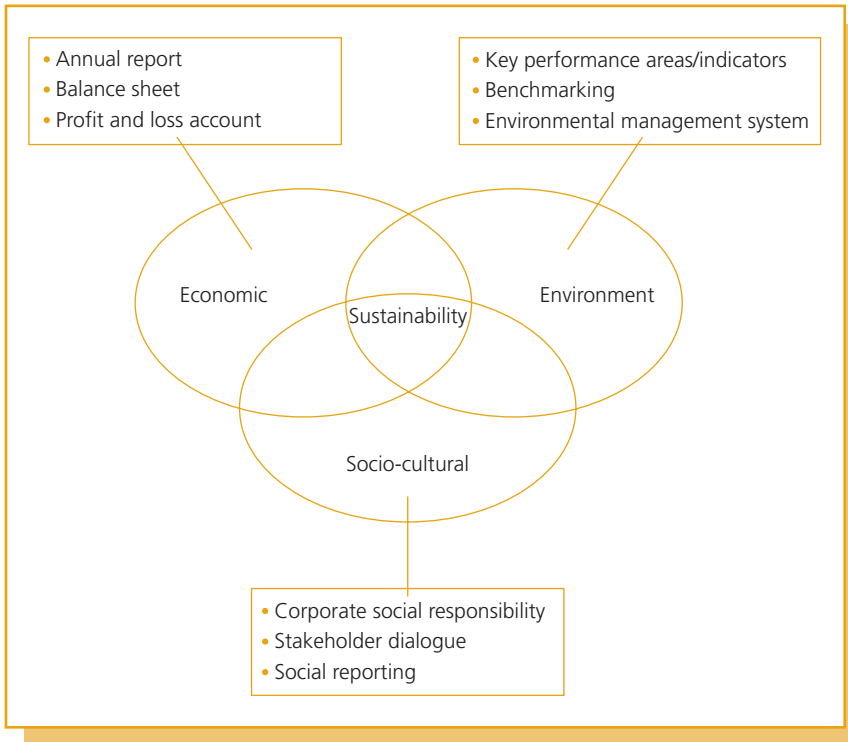 • Annual report
• Balance sheet
• Profit and loss account
• Key performance areas/indicators
• Benchmarking
• Environmental management system
Economic
Environment
Sustainability
Socio-cultural
• Corporate social responsibility
• Stakeholder dialogue
• Social reporting